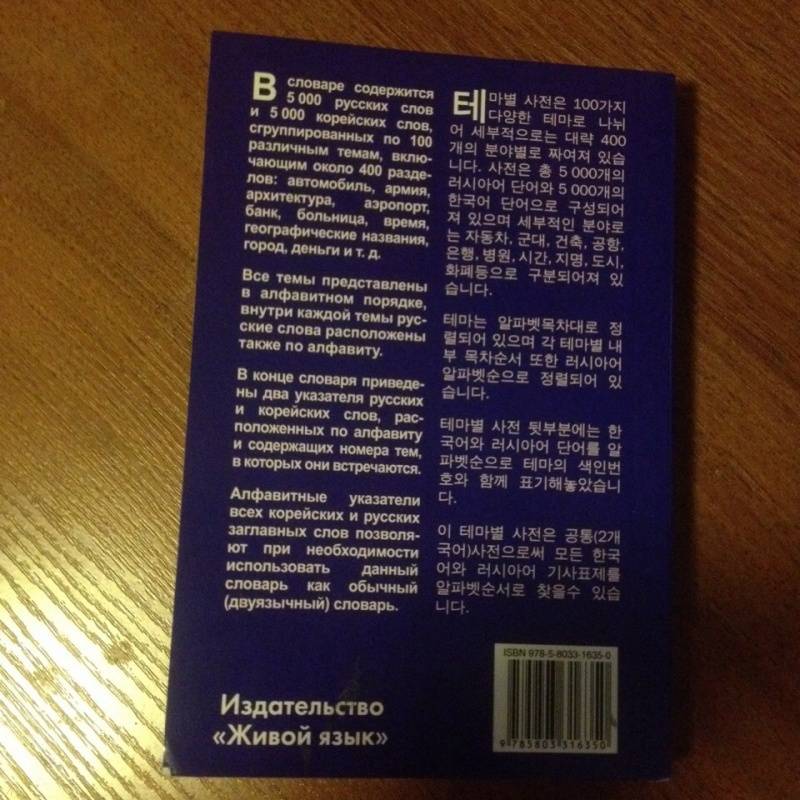 В словаре содержится
5 000 русских слов
и 5 000 корейских слов,
сгруппированных по 100
различным темам, вклю-
чающим около 400 разде-
лов: автомобиль, армия,
архитектура, аэропорт,
банк, больница, время,
географические названия,
город, деньги и т. д.
Все темы представлены
в алфавитном порядке,
внутри каждой темы рус-
ские слова расположены
также по алфавиту.
В конце словаря приведе-
ны два указателя русских
и корейских слов, рас-
положенных по алфавиту
и содержащих номера тем,
в которых они встречаются.
Алфавитные указатели
всех корейских и русских
заглавных слов позволя-
ют при необходимости
использовать данный
словарь как обычный
(двуязычный) словарь.
테마별 사전은 100가지
다양한 테마로 나뉘
어 세부적으로는 대략 400
개의 분야별로 짜여져 있습
니다. 사전은 총 5 000개의
러시아어 단어와 5 000개의
한국어 단어로 구성되어
져 있으며 세부적인 분야로
는 자동차, 군대, 건축, 공항,
은행, 병원, 시간, 지명, 도시,
화폐등으로 구분되어져 있
습니다.
테마는 알파벳목차대로 정
렬되어 있으며 각 테마별 내
부 목차순서 또한 러시아어
알파벳순으로 정렬되어 있
습니다.
테마별 사전 뒷부분에는 한
국어와 러시아어 단어를 알
파벳순으로 테마의 색인번
호와 함께 표기해놓았습니
다.
이 테마별 사전은 공통(2개
국어)사전으로써 모든 한국
어와 러시아어 기사표제를
알파벳순서로 찾을수 있습
니다.
Издательство
«Живой язык»
ISBN 978-5-8033-1635-0
9 785803 316350